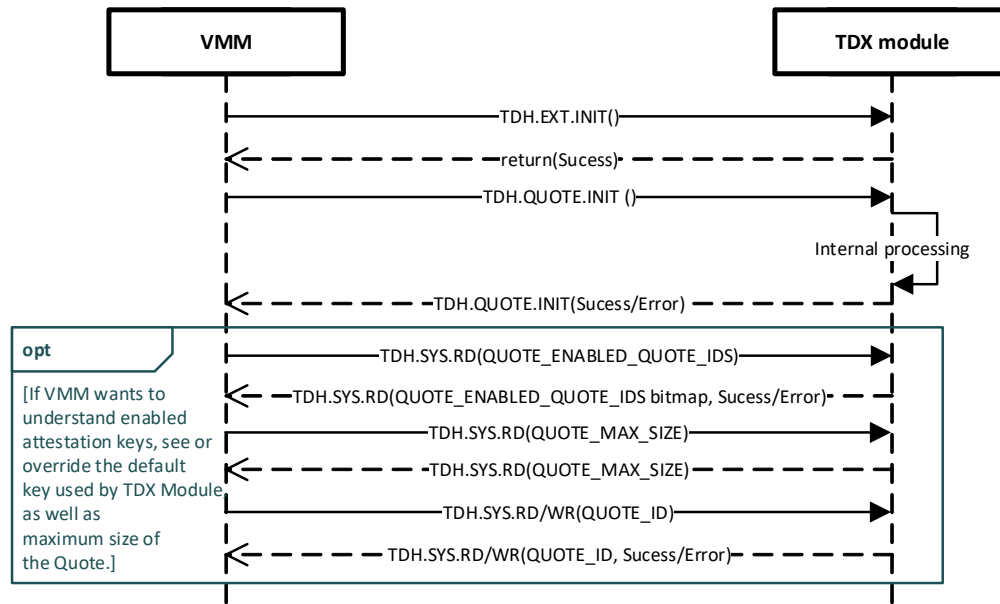 VMM
TDX module
TDH.EXT.INIT()
return(Sucess)
TDH.QUOTE.INIT ()
Internal processing
TDH.QUOTE.INIT(Sucess/Error)
opt
TDH.SYS.RD(QUOTE_ENABLED_QUOTE_IDS)
[If VMM wants to
understand enabled
attestation keys, see or
override the default
key used by TDX Module
as well as
maximum size of
the Quote.]
TDH.SYS.RD(QUOTE_ENABLED_QUOTE_IDS bitmap, Sucess/Error)
TDH.SYS.RD(QUOTE_MAX_SIZE)
TDH.SYS.RD(QUOTE_MAX_SIZE)
TDH.SYS.RD/WR(QUOTE_ID)
TDH.SYS.RD/WR(QUOTE_ID, Sucess/Error)